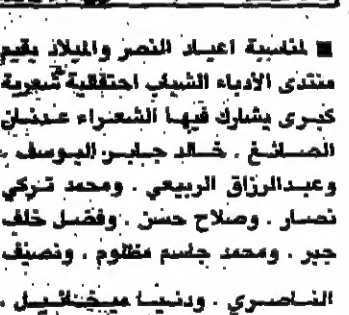 ■ لمناسبة اعياد النصر والميلاد يقيم
منتدى الأدباء الشباب احتفالية شعرية
كبرى يشارك فيها الشعراء عدنان
الصائغ . خالد جابر اليوسف .
وعبدالرزاق الربيعي . ومحمد تركي
نصار . وصلاح حسن . وفضل خلف
جبر . ومحمد جاسم مظلوم . ونصيف
الناصري . ودنيا ميخائيل .